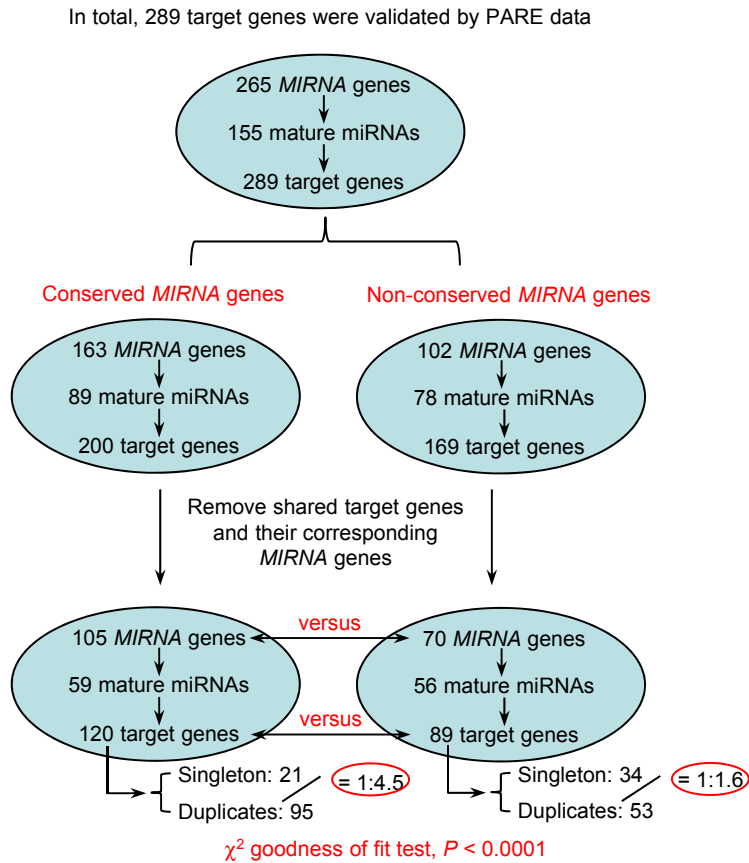 In total, 289 target genes were validated by PARE data
265 MIRNA genes
155 mature miRNAs
289 target genes
Conserved MIRNA genes
Non-conserved MIRNA genes
163 MIRNA genes
89 mature miRNAs
200 target genes
102 MIRNA genes
78 mature miRNAs
169 target genes
Remove shared target genes
and their corresponding
MIRNA genes
105 MIRNA genes
versus
70 MIRNA genes
59 mature miRNAs
56 mature miRNAs
120 target genes
versus
89 target genes
Singleton: 21
Duplicates: 95
= 1:4.5
Singleton: 34
Duplicates: 53
= 1:1.6
χ² goodness of fit test, P < 0.0001